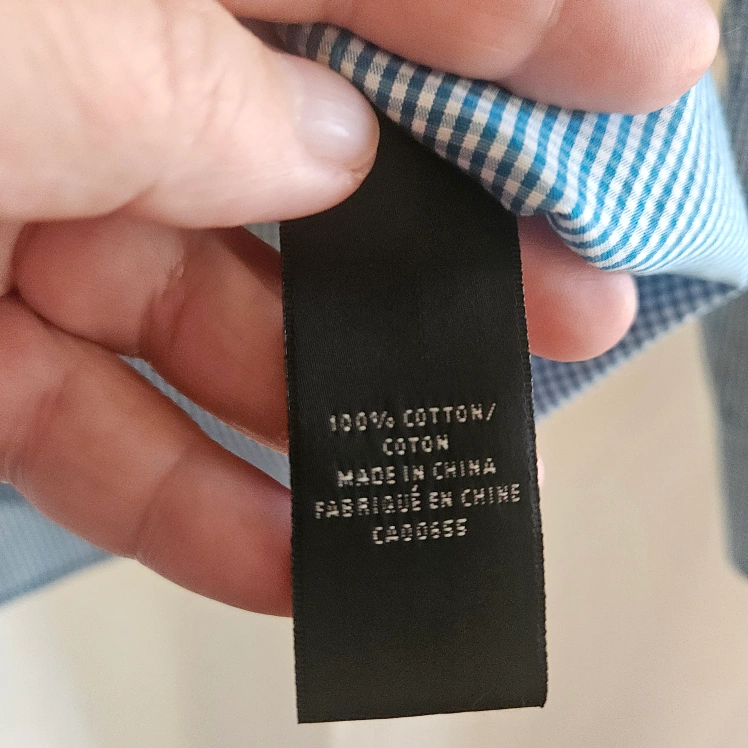 100% COTTON/
COTON
MADE IN CHINA
FABRIQUÉ EN CHINE
CA00655